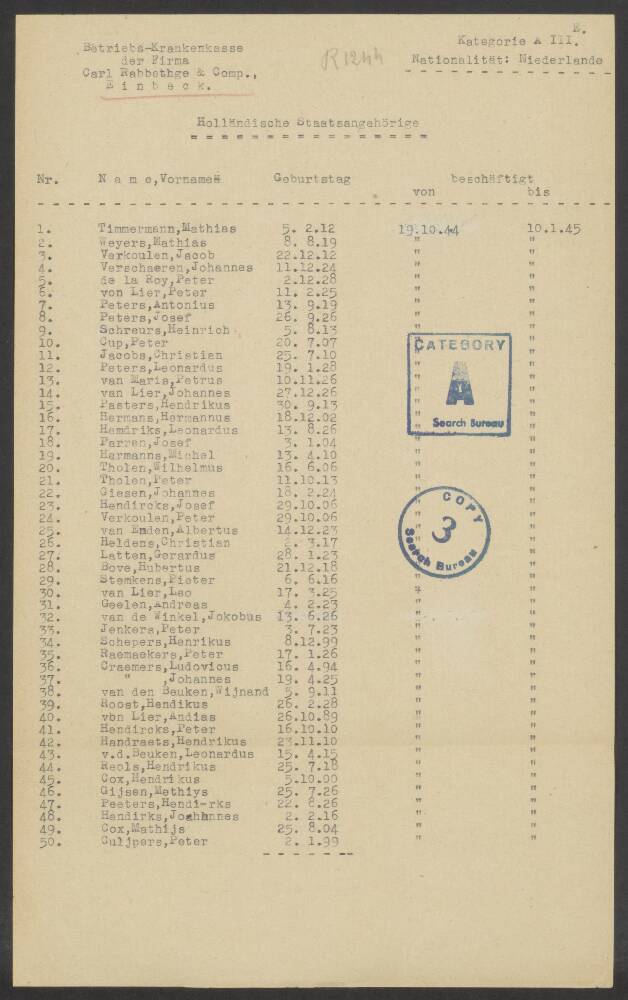 E.
Betriebs-Krankenkasse
der Firma
Carl Rabbethge & Comp.,
E i n b e c k.
R 1244
Kategorie A III.
Nationalität: Niederlande
Holländische Staatsangehörige
Nr. N a m e,Vorname Geburtstag beschäftigt
von bis
1. Timmermann,Mathias 5. 2.12 19.10.44 10.1.45
2. Weyers,Mathias 8. 8.19 " "
3. Verkoulen,Jacob 22.12.12 " "
4. Verschaeren,Johannes 11.12.24 " "
5. de la Roy,Peter 2.12.28 " "
6. von Lier,Peter 11. 2.25 " "
7. Peters,Antonius 13. 9.19 " "
8. Peters,Josef 26. 9.26 " "
9. Schreurs,Heinrich 5. 8.13 " "
10. Cup,Peter 20. 7.07 "
11. Jacobs,Christian 25. 7.10 "
12. Peters,Leonardus 19. 1.28 "
13. van Maris,Petrus 10.11.26 "
14. van Lier,Johannes 27.12.26 "
15. Pasters,Hendrikus 30. 9.13 "
16. Hermans,Hermannus 18.12.02 "
17. Hemdriks,Leonardus 13. 8.26 "
18. Parren,Josef 3. 1.04 " "
19. Harmanns,Michel 13. 4.10 " "
20. Tholen,Wilhelmus 16. 6.06 " "
21. Tholen,Peter 11.10.13 " "
22. Giesen,Johannes 18. 2.24 " "
23. Hendircks,Josef 29.10.06 "
24. Verkoulen,Peter 29.10.06 "
25. van Emden,Albertus 14.12.23 "
26. Heldens,Christian 2. 3.17 "
27. Latten,Gerardus 28. 1.23 "
28. Bove,Hubertus 21.12.18 "
29. Stemkens,Pieter 6. 6.16 " "
30. van Lier,Leo 17. 3.25 " "
31. Geelen,Andreas 4. 2.23 " "
32. van de Winkel,Jokobus 13. 6.26 " "
33. Jenkers,Peter 3. 7.23 " "
34. Schepers,Henrikus 8.12.99 " "
35. Raemaekers,Peter 17. 1.26 " "
36. Craemers,Ludovicus 16. 4.94 " "
37. " ,Johannes 19. 4.25 " "
38. van den Beuken,Wijnand 5. 9.11 " "
39. Roost,Hendikus 26. 2.28 " "
40. von Lier,Andias 26.10.89 " "
41. Hendircks,Peter 16.10.10 " "
42. Handraets,Hendrikus 23.11.10 " "
43. v.d.Beuken,Leonardus 15. 4.15 " "
44. Reols,Hendrikus 25. 7.18 " "
45. Cox,Hendrikus 5.10.00 " "
46. Gijsen,Methiys 25. 7.26 " "
47. Peeters,Hendi-rks 22. 6.26 " "
48. Hendirks,Johannes 2. 2.16 " "
49. Cox,Mathijs 25. 8.04 " "
50. Culjpers,Peter 2. 1.99 " "
CATEGORY
A
1
Search Bureau
COPY
3
Search Bureau